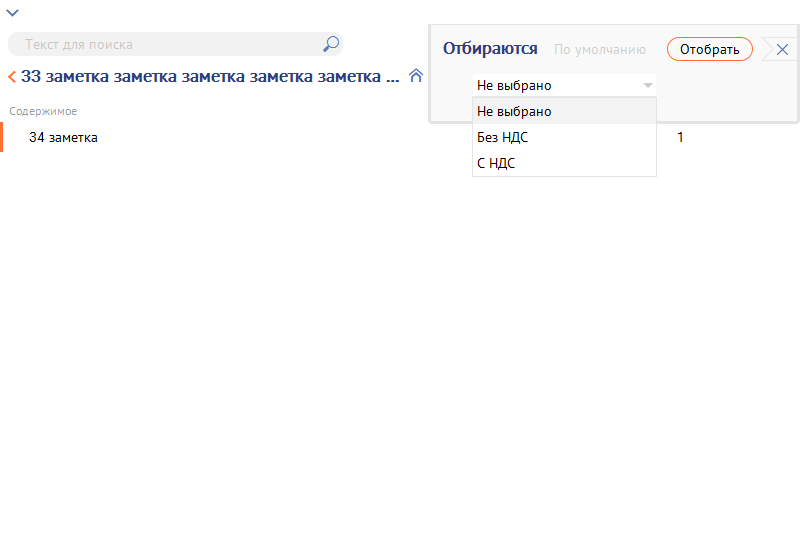 Текст для поиска
Отбираются По умолчанию Отобрать
33 заметка заметка заметка заметка заметка ...
Не выбрано
Содержимое
Не выбрано
34 заметка
Без НДС
1
С НДС